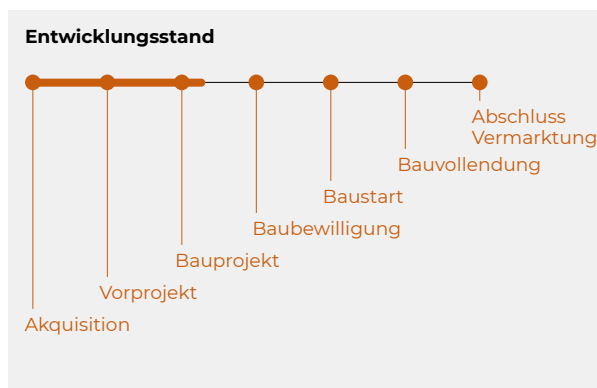 Entwicklungsstand
Abschluss
Vermarktung
Bauvollendung
Baustart
Baubewilligung
Bauprojekt
Vorprojekt
Akquisition